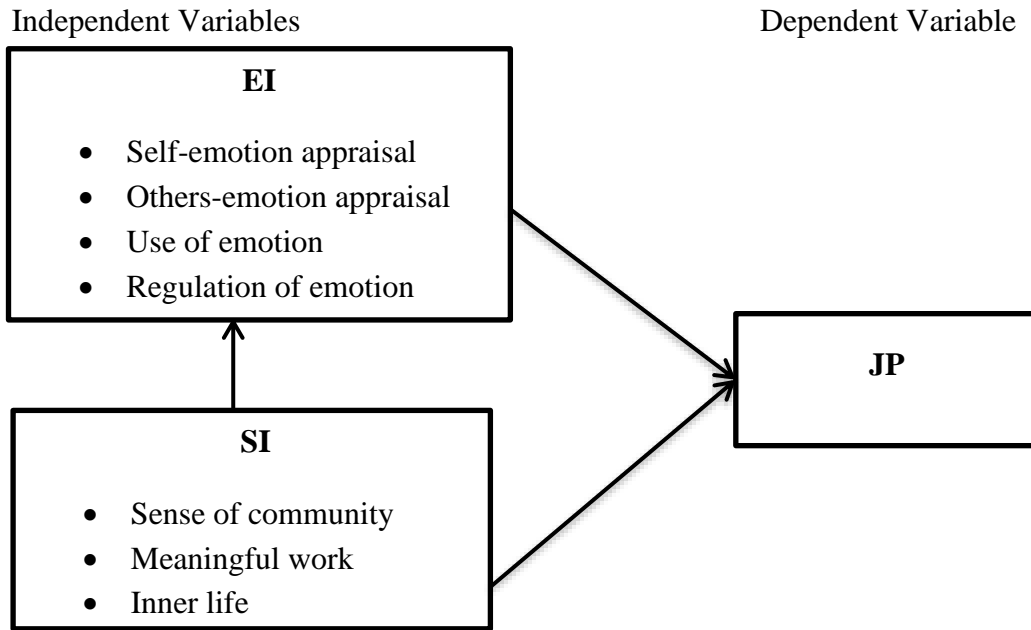 Independent Variables
Dependent Variable
EI
• Self-emotion appraisal
• Others-emotion appraisal
• Use of emotion
• Regulation of emotion
JP
SI
• Sense of community
• Meaningful work
• Inner life